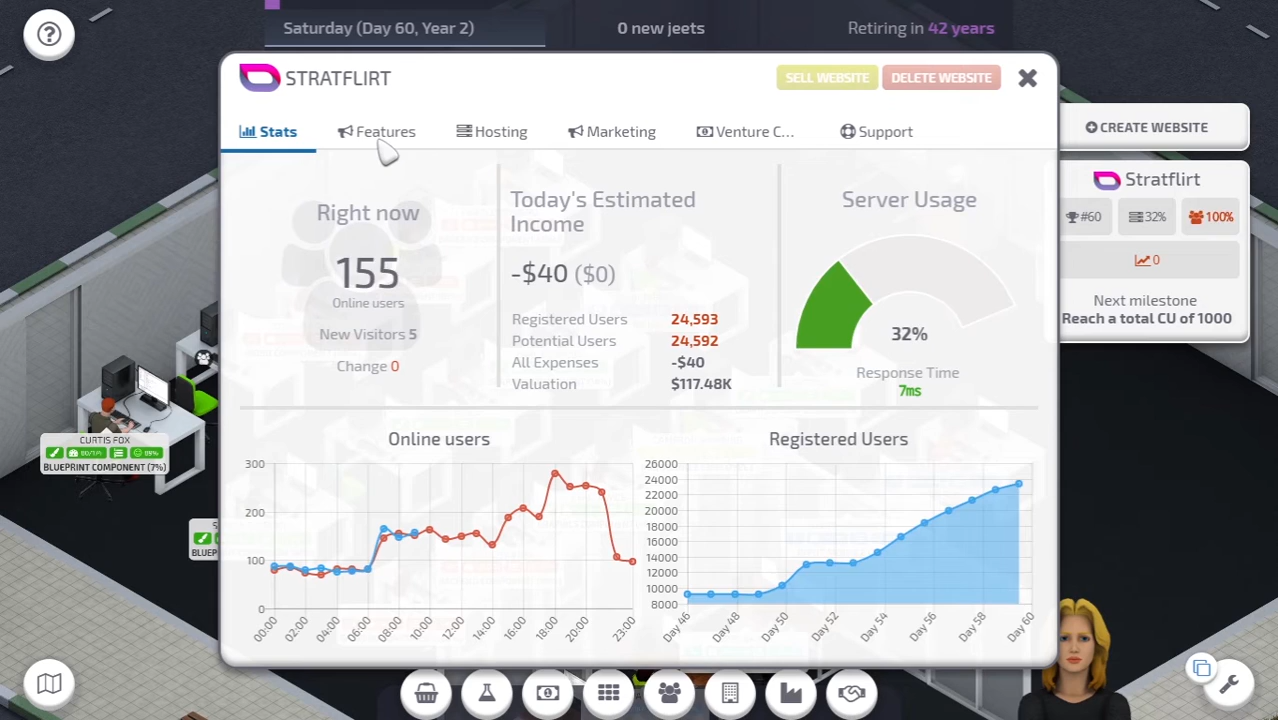 Saturday (Day 60, Year 2)
0 new jeets
Retiring in 42 years
STRATFLIRT
SELL WEBSITE
DELETE WEBSITE
Stats
Features
Hosting
Marketing
Venture C...
Support
CREATE WEBSITE
Stratflirt
#60
32%
100%
0
Next milestone
Reach a total CU of 1000
Right now
155
Online users
New Visitors 5
Change 0
Today's Estimated
Income
-$40 ($0)
Registered Users 24,593
Potential Users 24,592
All Expenses -$40
Valuation $117.48K
Server Usage
32%
Response Time
7ms
Online users
300
200
100
0
00:00
02:00
04:00
06:00
08:00
10:00
12:00
14:00
16:00
18:00
20:00
23:00
Registered Users
26000
24000
22000
20000
18000
16000
14000
12000
10000
8000
Day 46
Day 48
Day 50
Day 52
Day 54
Day 56
Day 58
Day 60
CURTIS FOX
BLUEPRINT COMPONENT (7%)